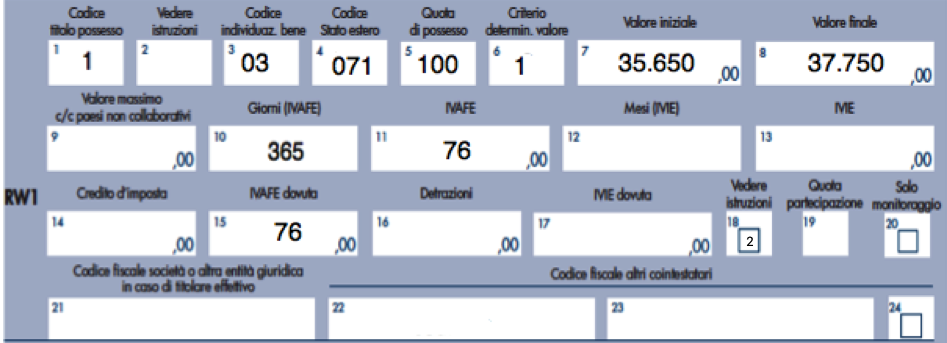 Codice titolo possesso Vedere istruzioni Codice individuaz. bene Codice Stato estero Quota di possesso Criterio determin. valore Valore iniziale Valore finale
1 1 2 3 03 4 071 5 100 6 1 7 35.650 ,00 8 37.750 ,00
Valore massimo c/c paesi non collaborativi Giorni (IVAFE) IVAFE Mesi (IVIE) IVIE
9 ,00 10 365 11 76 ,00 12 13 ,00
RW1 Credito d'imposta IVAFE dovuta Detrazioni IVIE dovuta Vedere istruzioni Quota partecipazione Solo monitoraggio
14 ,00 15 76 ,00 16 ,00 17 ,00 18 2 19 20
Codice fiscale società o altra entità giuridica in caso di titolare effettivo Codice fiscale altri cointestatari
21 22 23 24